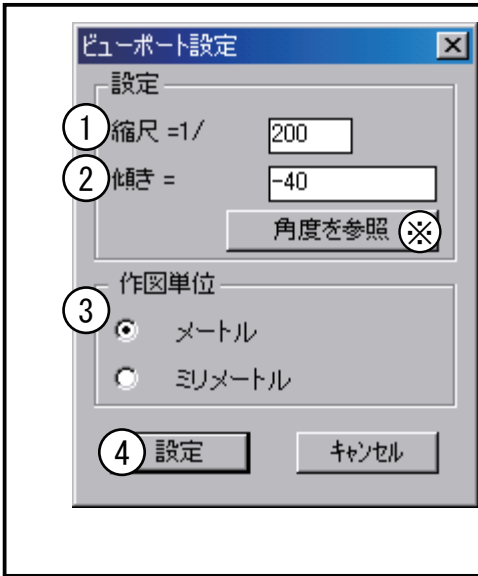 ビューポート設定
設定
① 縮尺 =1/ 200
② 傾き = -40
角度を参照 ※
作図単位
③ メートル
ミリメートル
④ 設定 キャンセル